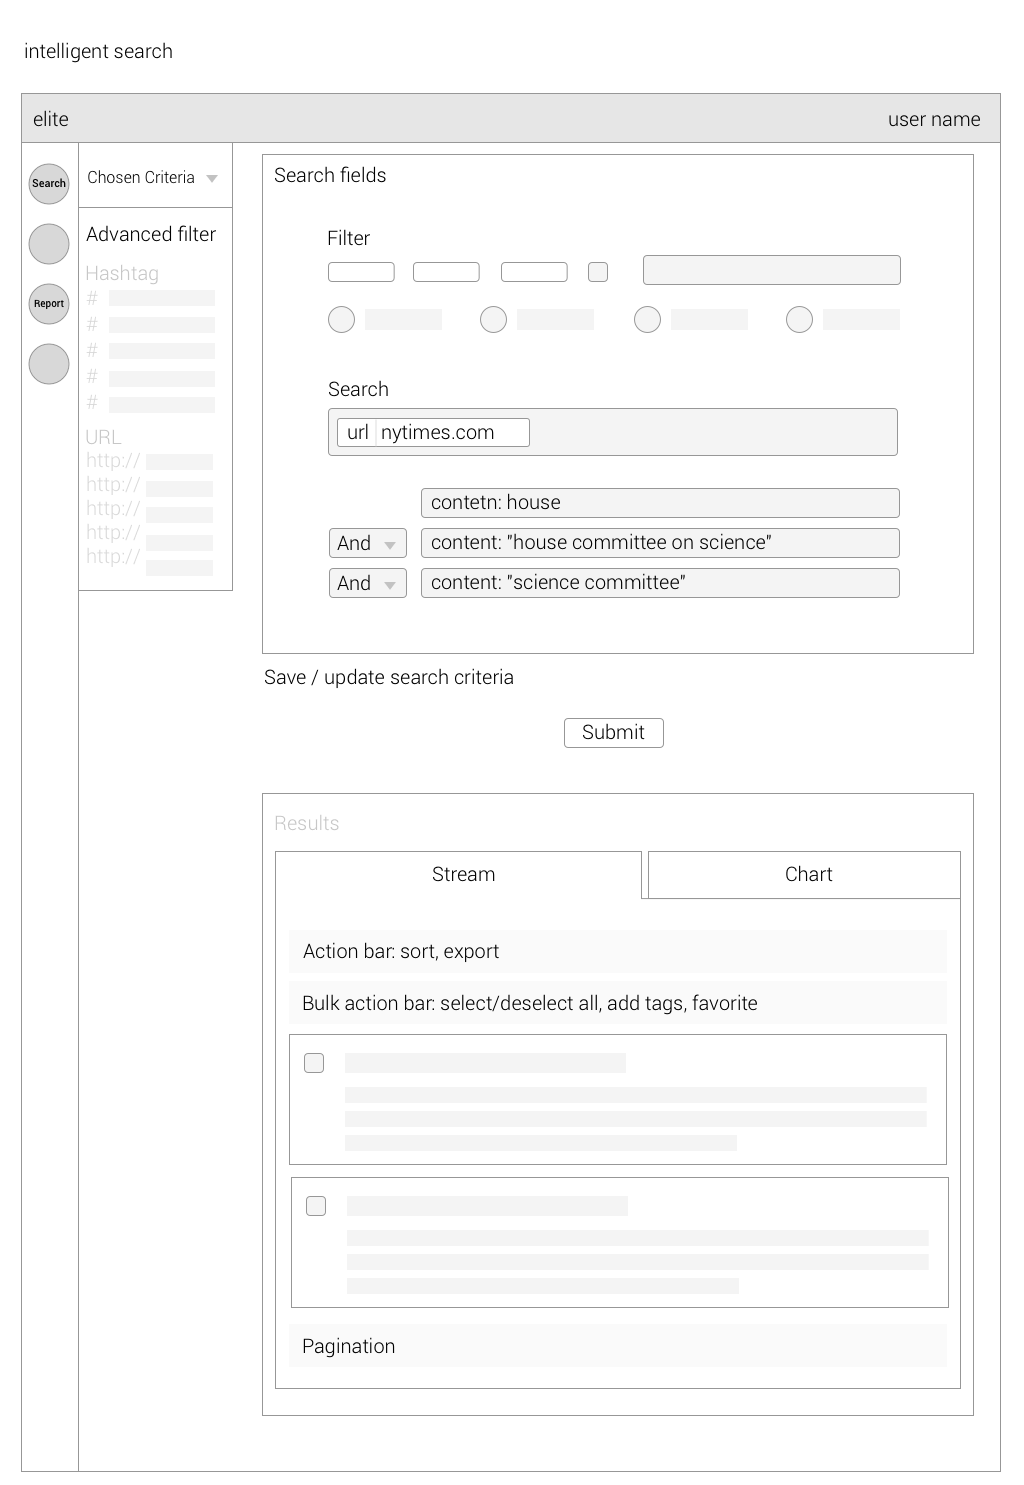 intelligent search
elite
user name
Search
Report
Chosen Criteria
Advanced filter
Hashtag
#
#
#
#
#
URL
http://
http://
http://
http://
http://
Search fields
Filter
Search
url nytimes.com
contetn: house
And content: "house committee on science"
And content: "science committee"
Save / update search criteria
Submit
Results
Stream
Chart
Action bar: sort, export
Bulk action bar: select/deselect all, add tags, favorite
Pagination